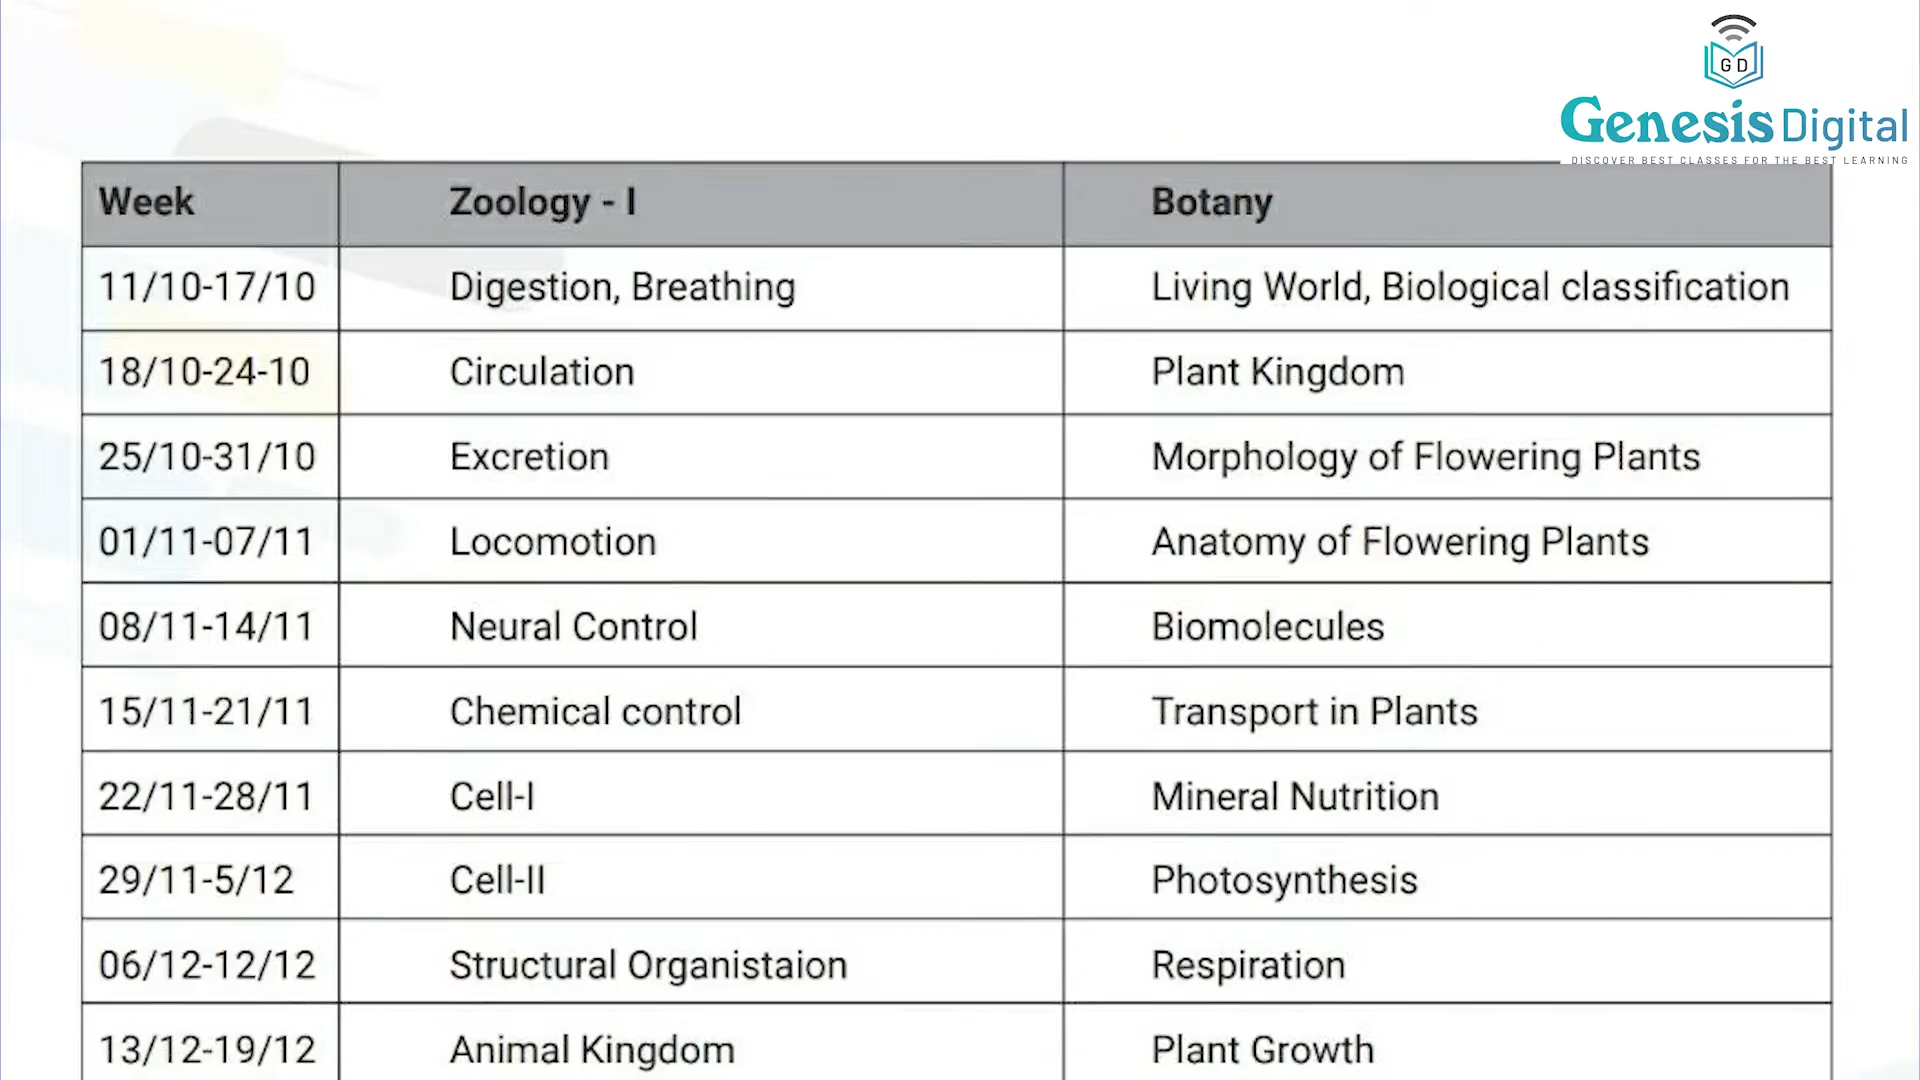 G D
Genesis Digital
DISCOVER BEST CLASSES FOR THE BEST LEARNING
Week Zoology - I Botany
11/10-17/10 Digestion, Breathing Living World, Biological classification
18/10-24-10 Circulation Plant Kingdom
25/10-31/10 Excretion Morphology of Flowering Plants
01/11-07/11 Locomotion Anatomy of Flowering Plants
08/11-14/11 Neural Control Biomolecules
15/11-21/11 Chemical control Transport in Plants
22/11-28/11 Cell-I Mineral Nutrition
29/11-5/12 Cell-II Photosynthesis
06/12-12/12 Structural Organistaion Respiration
13/12-19/12 Animal Kingdom Plant Growth